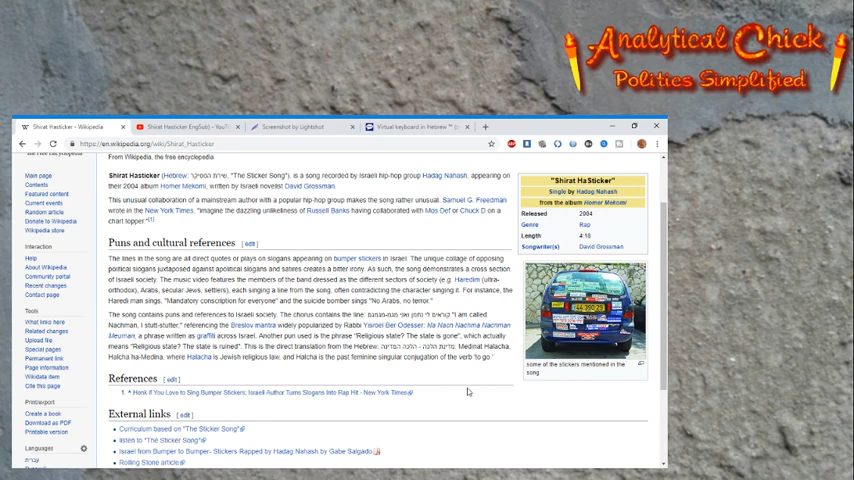 Analytical Chick
Politics Simplified
Shirat Hasticker - Wikipedia
Shirat Hasticker EngSub) - YouT
Screenshot by Lightshot
Virtual keyboard in Hebrew ™ (
https://en.wikipedia.org/wiki/Shirat_Hasticker
From Wikipedia, the free encyclopedia
Main page
Contents
Featured content
Current events
Random article
Donate to Wikipedia
Wikipedia store
Interaction
Help
About Wikipedia
Community portal
Recent changes
Contact page
Tools
What links here
Related changes
Upload file
Special pages
Permanent link
Page information
Wikidata item
Cite this page
Print/export
Create a book
Download as PDF
Printable version
Languages
עברית
Shirat Hasticker (Hebrew: שירת הסטיקר, "The Sticker Song"), is a song recorded by Israeli hip-hop group Hadag Nahash, appearing on
their 2004 album Homer Mekomi, written by Israeli novelist David Grossman.
This unusual collaboration of a mainstream author with a popular hip-hop group makes the song rather unusual. Samuel G. Freedman
wrote in the New York Times, "imagine the dazzling unlikeliness of Russell Banks having collaborated with Mos Def or Chuck D on a
chart topper".[1]
Puns and cultural references [ edit ]
The lines in the song are all direct quotes or plays on slogans appearing on bumper stickers in Israel. The unique collage of opposing
political slogans juxtaposed against apolitical slogans and satires creates a bitter irony. As such, the song demonstrates a cross section
of Israeli society. The music video features the members of the band dressed as the different sectors of society (e.g. Haredim (ultra-
orthodox), Arabs, secular Jews, settlers), each singing a line from the song, often contradicting the character singing it. For instance, the
Haredi man sings, "Mandatory conscription for everyone" and the suicide bomber sings "No Arabs, no terror."
The song contains puns and references to Israeli society. The chorus contains the line: קוראים לי נחמן ואני מגמ-מגמגם "I am called
Nachman, I stutt-stutter," referencing the Breslov mantra widely popularized by Rabbi Yisroel Ber Odesser: Na Nach Nachma Nachman
Meuman, a phrase written as graffiti across Israel. Another pun used is the phrase "Religious state? The state is gone", which actually
means "Religious state? The state is ruined". This is the direct translation from the Hebrew: מדינת הלכה - הלכה המדינה: Medinat Halacha,
Halcha ha-Medina, where Halacha is Jewish religious law, and Halcha is the past feminine singular conjugation of the verb 'to go.'
References [ edit ]
1. ^ Honk if You Love to Sing Bumper Stickers; Israeli Author Turns Slogans Into Rap Hit - New York Times
External links [ edit ]
Curriculum based on "The Sticker Song"
listen to "The Sticker Song"
Israel from Bumper to Bumper- Stickers Rapped by Hadag Nahash by Gabe Salgado
Rolling Stone article
"Shirat HaSticker"
Single by Hadag Nahash
from the album Homer Mekomi
Released 2004
Genre Rap
Length 4:18
Songwriter(s) David Grossman
some of the stickers mentioned in the
song